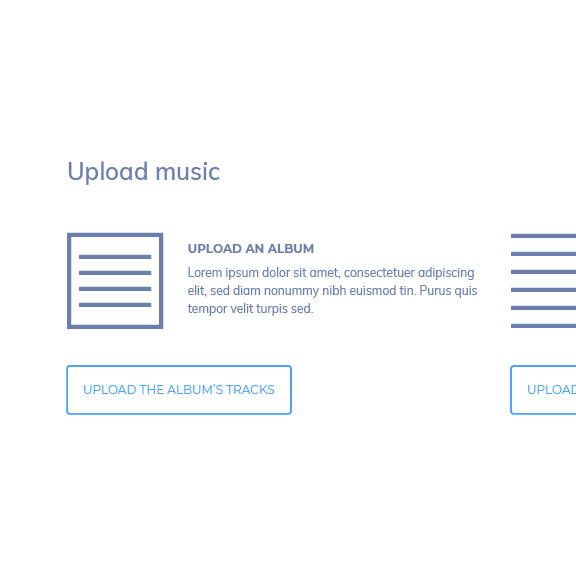 Upload music
UPLOAD AN ALBUM
Lorem ipsum dolor sit amet, consectetuer adipiscing
elit, sed diam nonummy nibh euismod tin. Purus quis
tempor velit turpis sed.
UPLOAD THE ALBUM'S TRACKS
UPLOAD